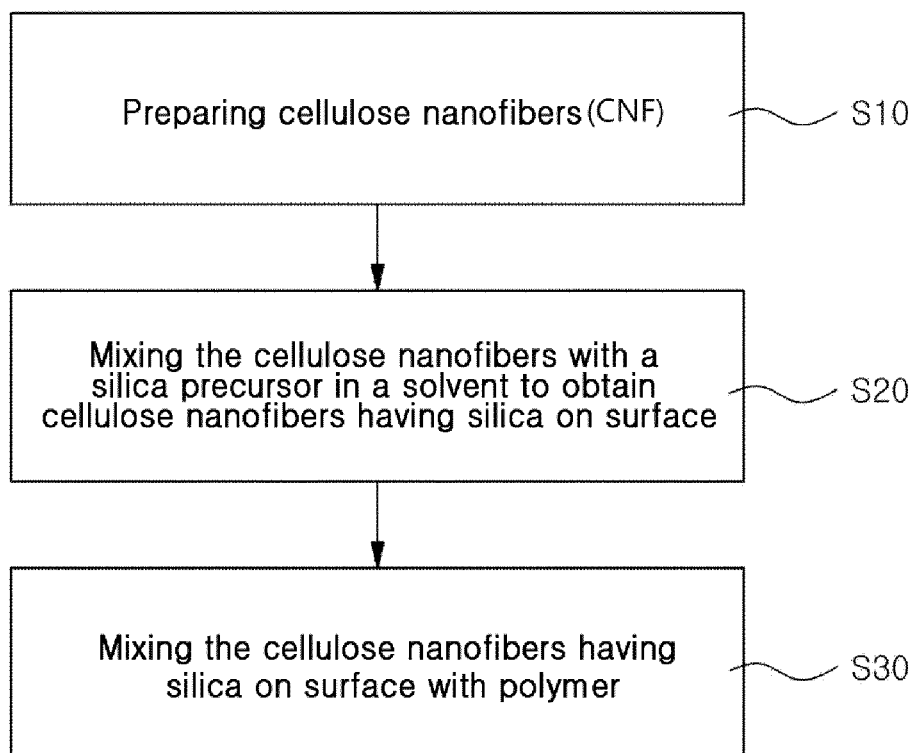 Preparing cellulose nanofibers(CNF)
S10
Mixing the cellulose nanofibers with a
silica precursor in a solvent to obtain
cellulose nanofibers having silica on surface
S20
Mixing the cellulose nanofibers having
silica on surface with polymer
S30